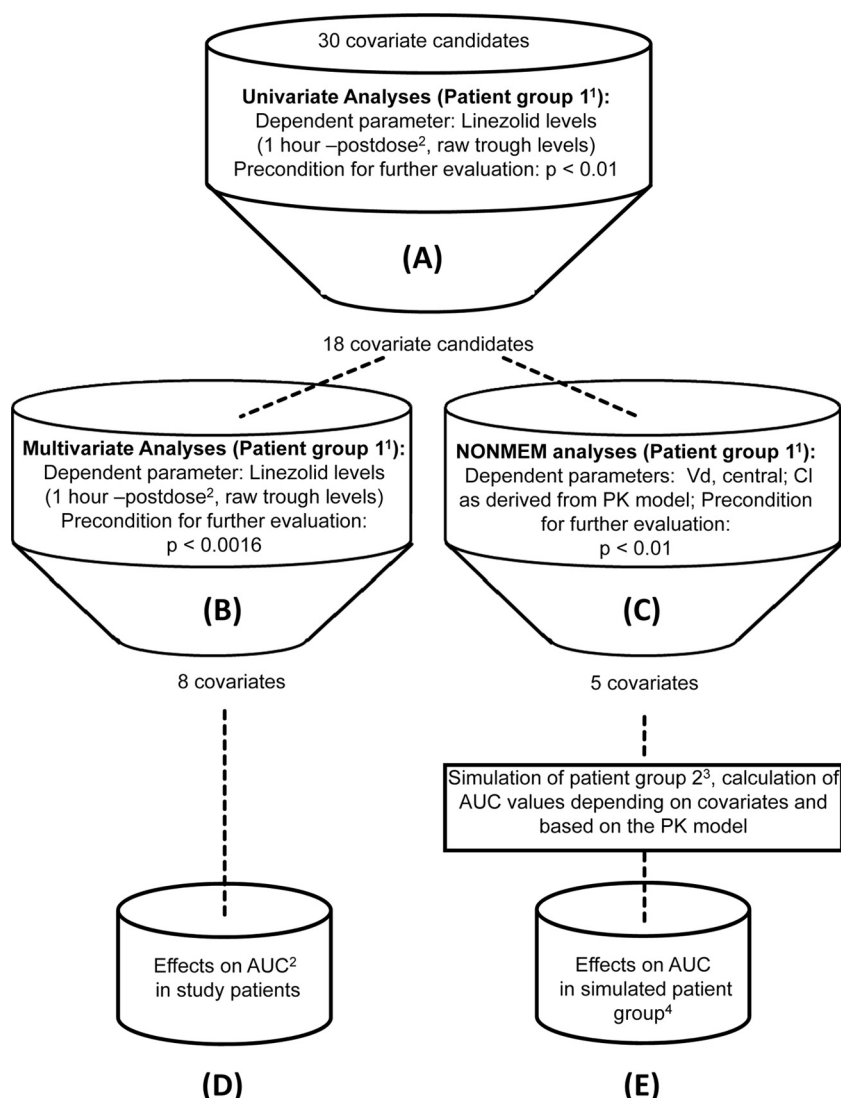 30 covariate candidates
Univariate Analyses (Patient group 1¹):
Dependent parameter: Linezolid levels
(1 hour –postdose², raw trough levels)
Precondition for further evaluation: p < 0.01
(A)
18 covariate candidates
Multivariate Analyses (Patient group 1¹):
Dependent parameter: Linezolid levels
(1 hour –postdose², raw trough levels)
Precondition for further evaluation:
p < 0.0016
(B)
8 covariates
NONMEM analyses (Patient group 1¹):
Dependent parameters: Vd, central; Cl
as derived from PK model; Precondition
for further evaluation:
p < 0.01
(C)
5 covariates
Simulation of patient group 2³, calculation of
AUC values depending on covariates and
based on the PK model
Effects on AUC²
in study patients
(D)
Effects on AUC
in simulated patient
group⁴
(E)